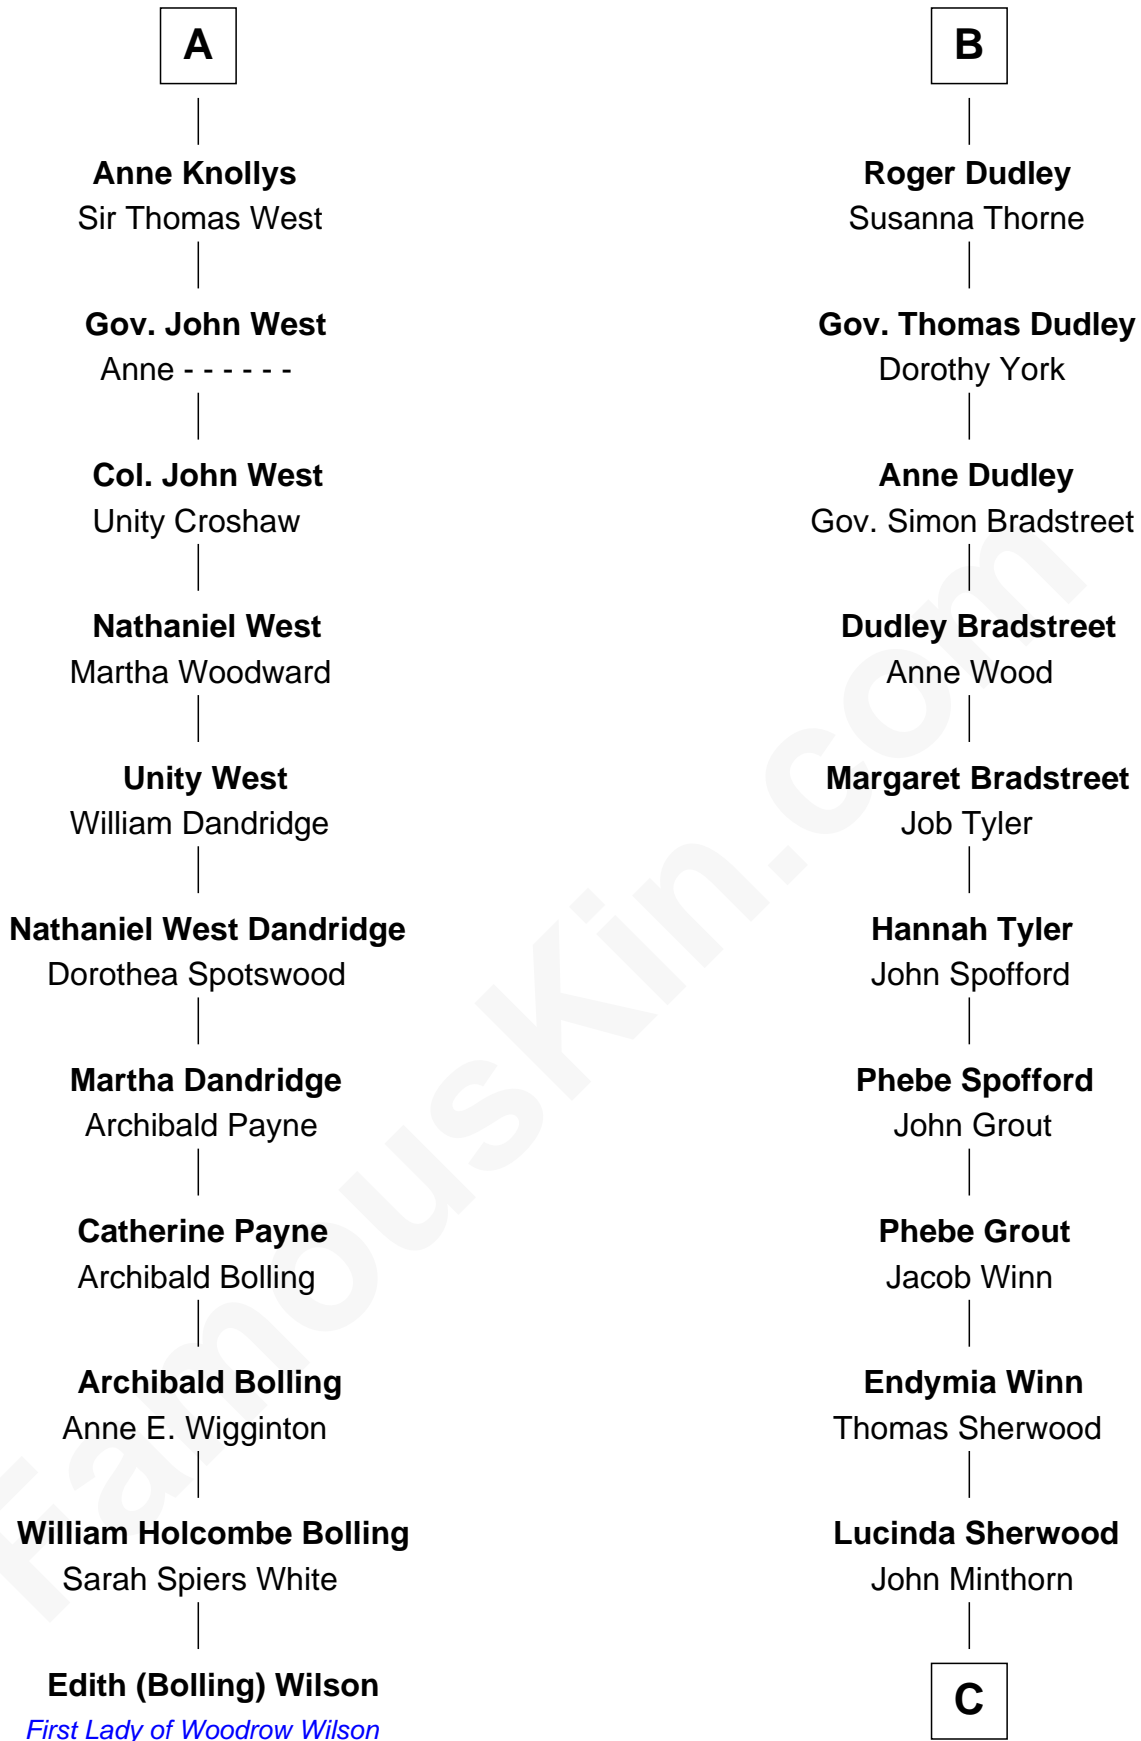 A
Anne Knollys
Sir Thomas West
Gov. John West
Anne - - - - - -
Col. John West
Unity Croshaw
Nathaniel West
Martha Woodward
Unity West
William Dandridge
Nathaniel West Dandridge
Dorothea Spotswood
Martha Dandridge
Archibald Payne
Catherine Payne
Archibald Bolling
Archibald Bolling
Anne E. Wigginton
William Holcombe Bolling
Sarah Spiers White
Edith (Bolling) Wilson
First Lady of Woodrow Wilson
B
Roger Dudley
Susanna Thorne
Gov. Thomas Dudley
Dorothy York
Anne Dudley
Gov. Simon Bradstreet
Dudley Bradstreet
Anne Wood
Margaret Bradstreet
Job Tyler
Hannah Tyler
John Spofford
Phebe Spofford
John Grout
Phebe Grout
Jacob Winn
Endymia Winn
Thomas Sherwood
Lucinda Sherwood
John Minthorn
C
FamousKin.com